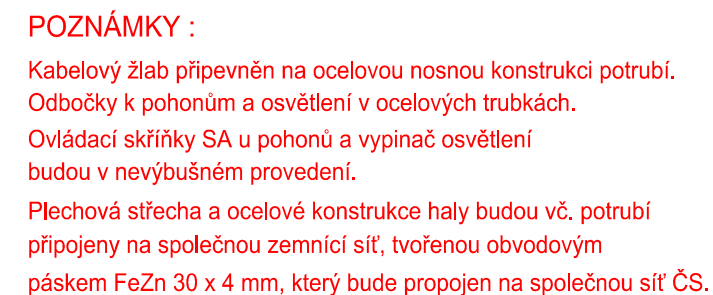 POZNÁMKY :
Kabelový žlab připevněn na ocelovou nosnou konstrukci potrubí.
Odbočky k pohonům a osvětlení v ocelových trubkách.
Ovládací skříňky SA u pohonů a vypinač osvětlení
budou v nevýbušném provedení.
Plechová střecha a ocelové konstrukce haly budou vč. potrubí
připojeny na společnou zemnící síť, tvořenou obvodovým
páskem FeZn 30 x 4 mm, který bude propojen na společnou síť ČS.